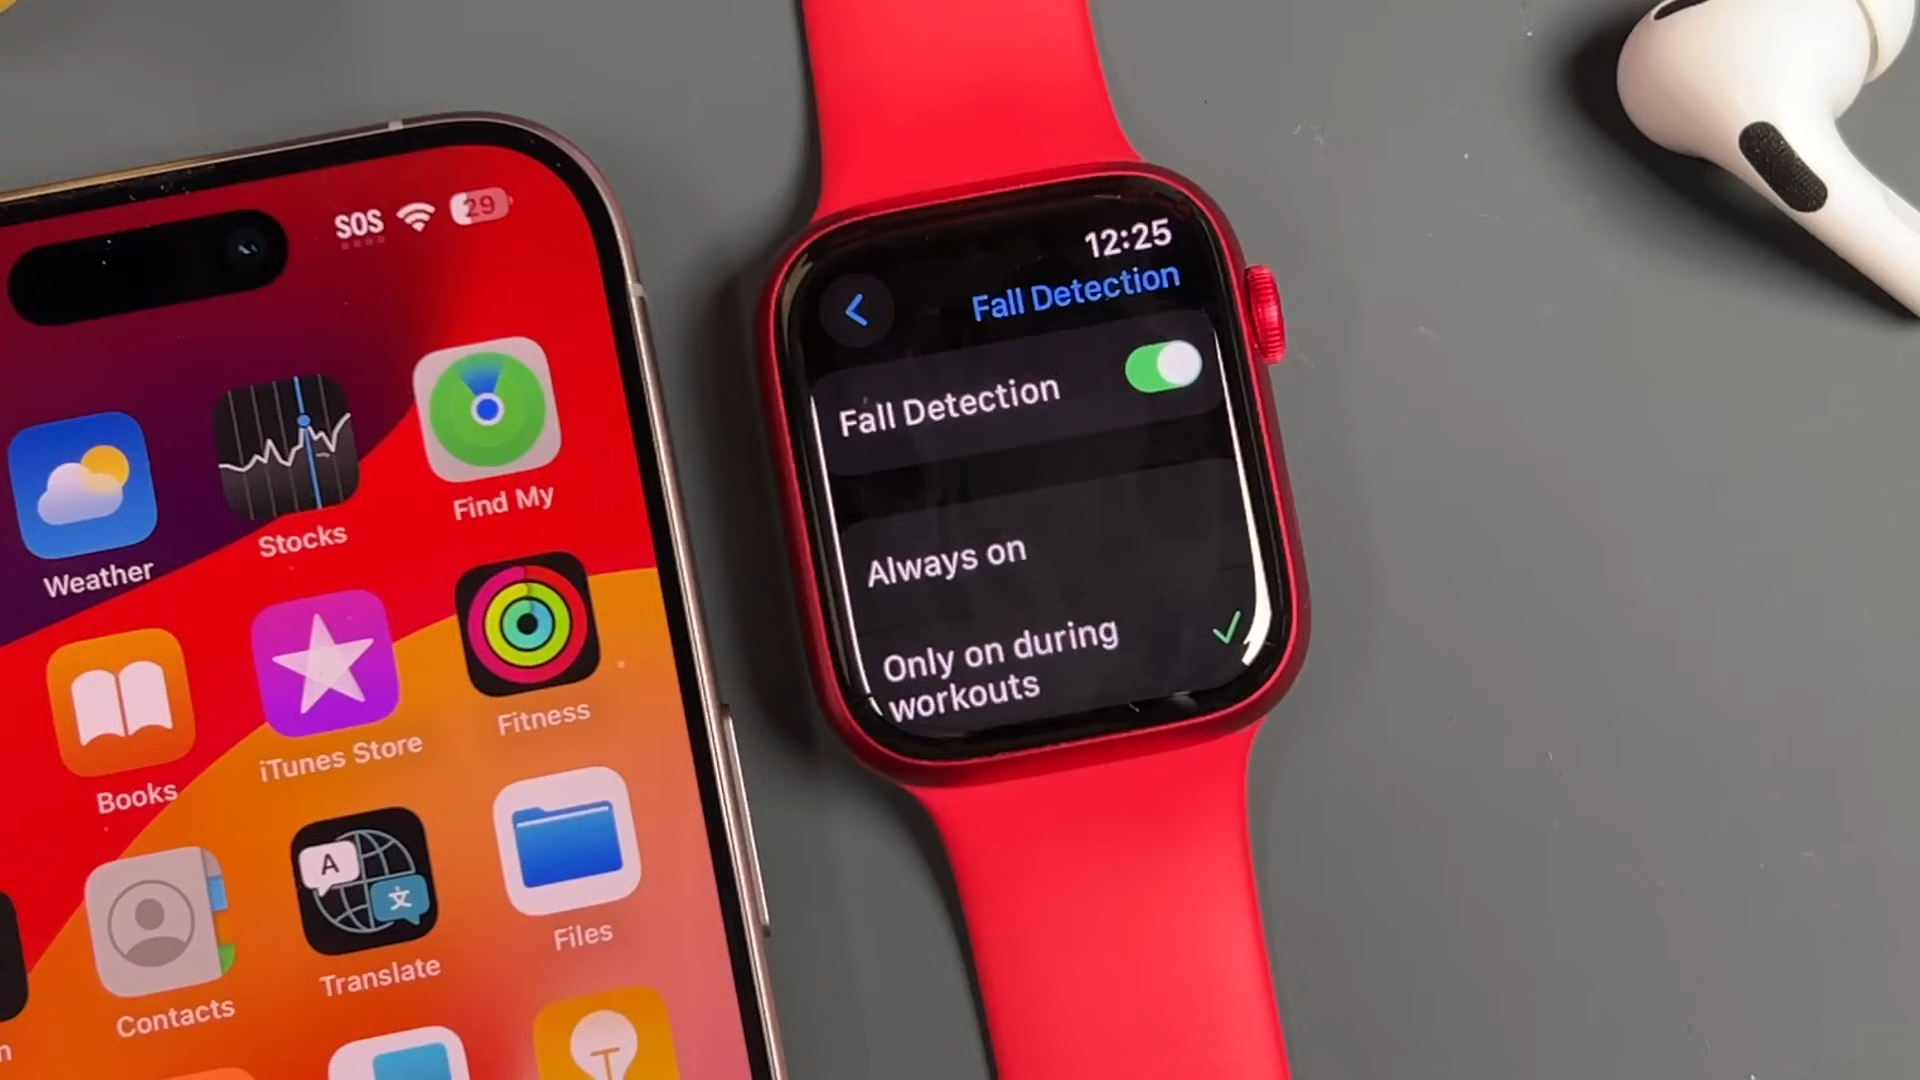 SOS 29
Weather
Stocks
Find My
Books
iTunes Store
Fitness
Contacts
A
文
Translate
Files
12:25
Fall Detection
Fall Detection
Always on
Only on during
workouts